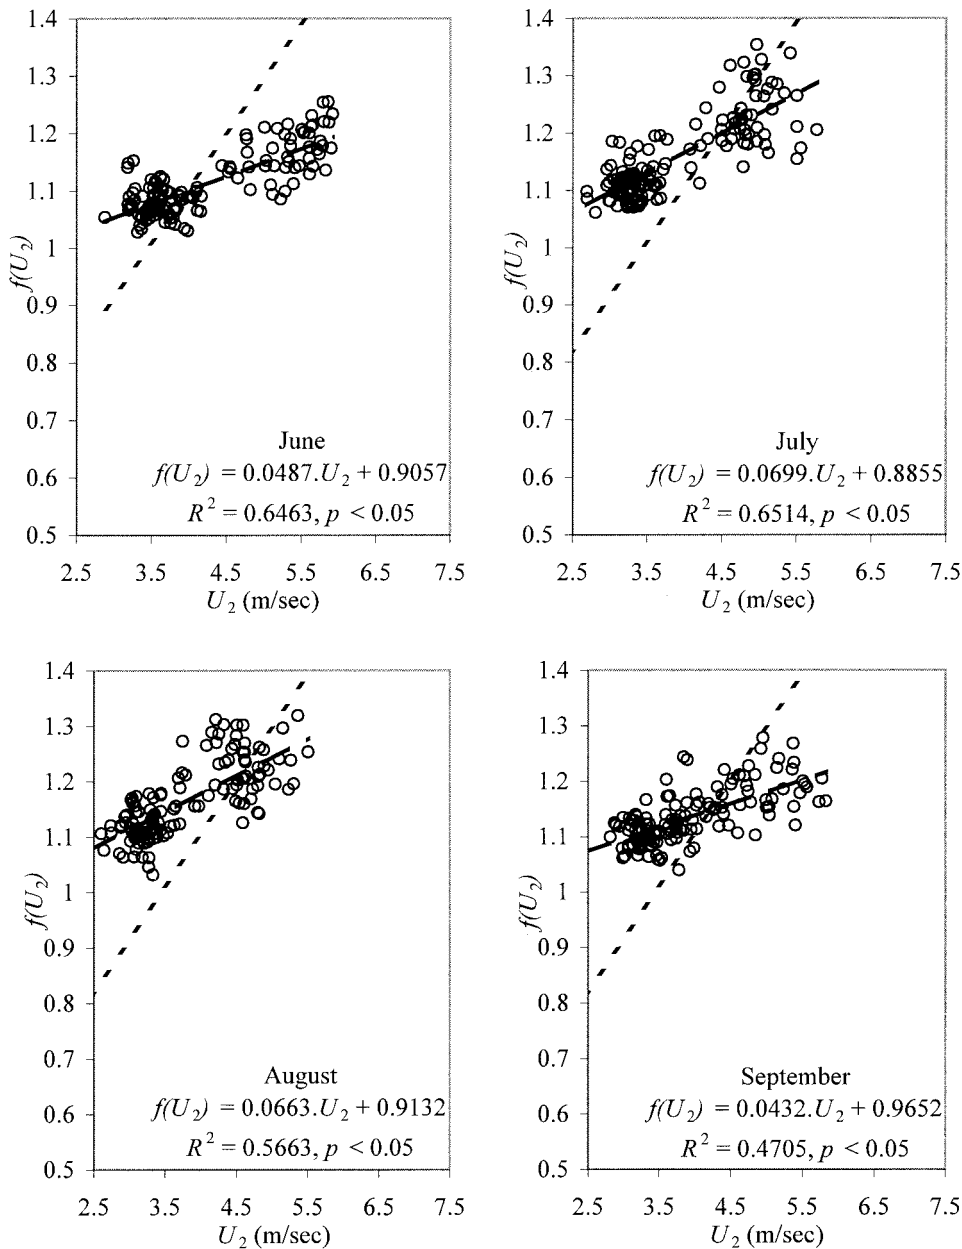 1.4
1.3
1.2
1.1
1
0.9
0.8
0.7
0.6
0.5
f(U2)
June
f(U2) = 0.0487.U2 + 0.9057
R2 = 0.6463, p < 0.05
2.5 3.5 4.5 5.5 6.5 7.5
U2 (m/sec)
1.4
1.3
1.2
1.1
1
0.9
0.8
0.7
0.6
0.5
f(U2)
July
f(U2) = 0.0699.U2 + 0.8855
R2 = 0.6514, p < 0.05
2.5 3.5 4.5 5.5 6.5 7.5
U2 (m/sec)
1.4
1.3
1.2
1.1
1
0.9
0.8
0.7
0.6
0.5
f(U2)
August
f(U2) = 0.0663.U2 + 0.9132
R2 = 0.5663, p < 0.05
2.5 3.5 4.5 5.5 6.5 7.5
U2 (m/sec)
1.4
1.3
1.2
1.1
1
0.9
0.8
0.7
0.6
0.5
f(U2)
September
f(U2) = 0.0432.U2 + 0.9652
R2 = 0.4705, p < 0.05
2.5 3.5 4.5 5.5 6.5 7.5
U2 (m/sec)